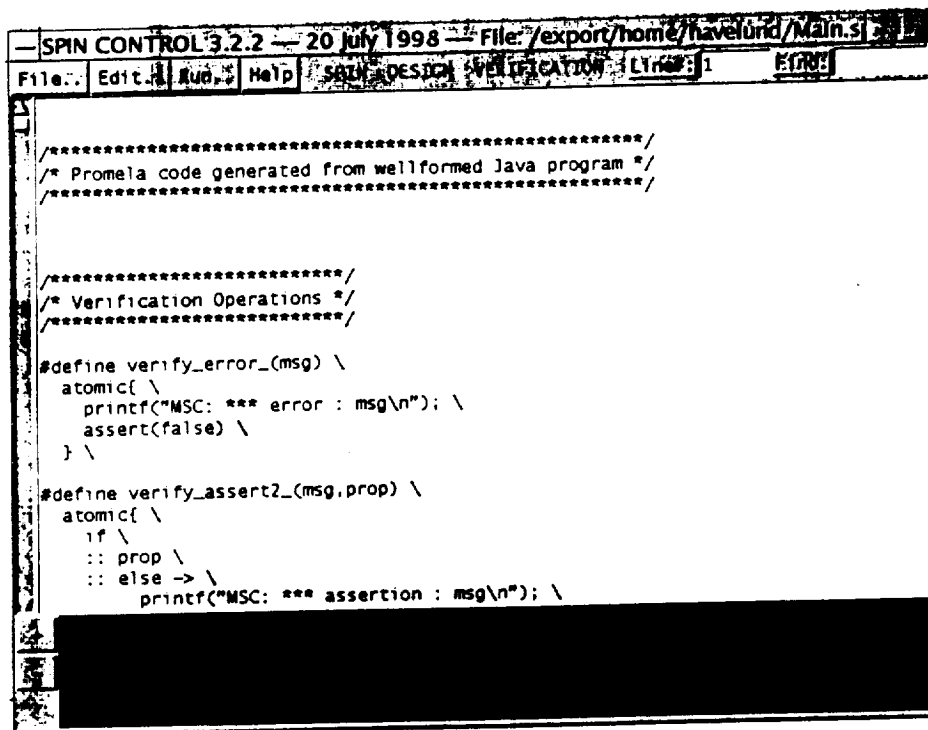 SPIN CONTROL 3.2.2 — 20 July 1998 — File: /export/home/havelund/Main.s
File.. Edit.. Run.. Help SPIN DESIGN VERIFICATION Line#: 1 Find:
/*******************************************************/
/* Promela code generated from wellformed Java program */
/*******************************************************/
/***************************/
/* Verification Operations */
/***************************/
#define verify_error_(msg) \
atomic{ \
printf("MSC: *** error : msg\n"); \
assert(false) \
} \
#define verify_assert2_(msg,prop) \
atomic{ \
if \
:: prop \
:: else -> \
printf("MSC: *** assertion : msg\n"); \